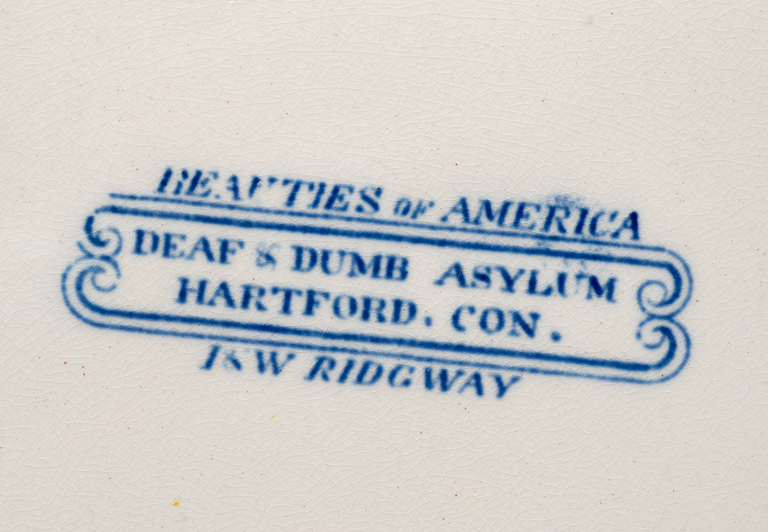 BEAUTIES OF AMERICA
DEAF & DUMB ASYLUM
HARTFORD. CON.
J&W RIDGWAY